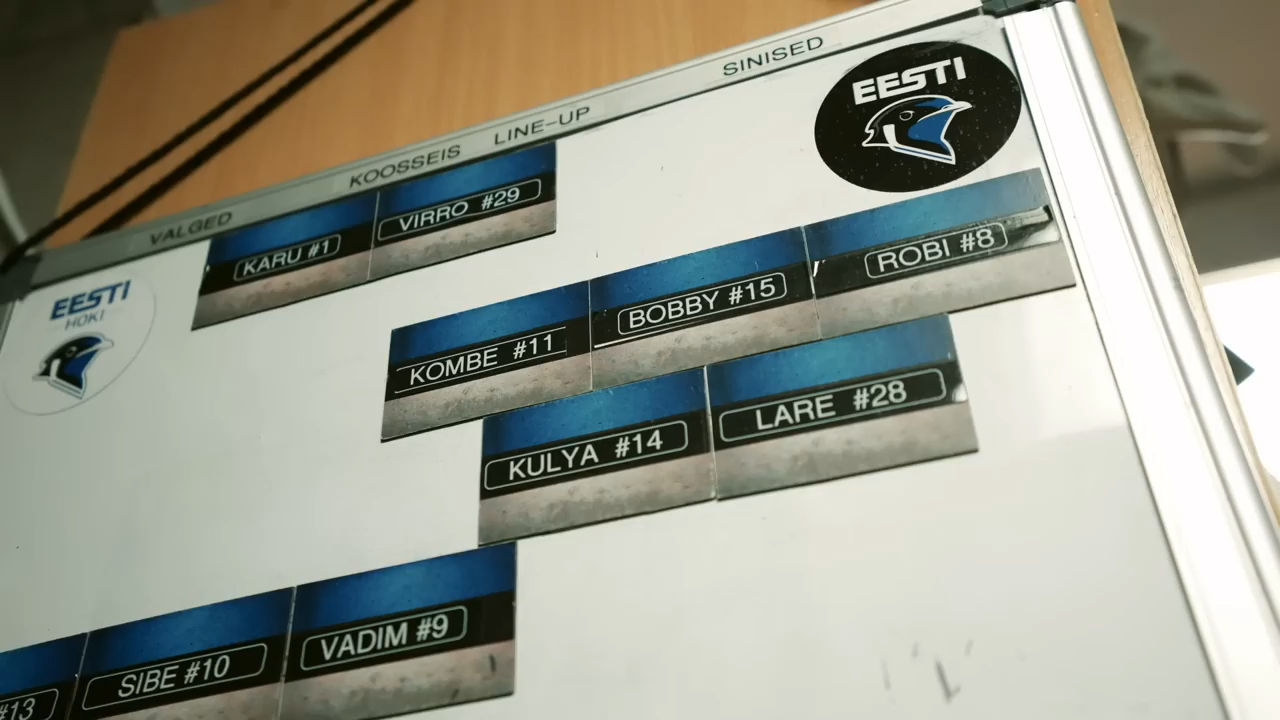 VALGED KOOSSEIS LINE-UP SINISED
EESTI
EESTI
HOKI
KARU #1
VIRRO #29
KOMBE #11
BOBBY #15
ROBI #8
KULYA #14
LARE #28
#13
SIBE #10
VADIM #9